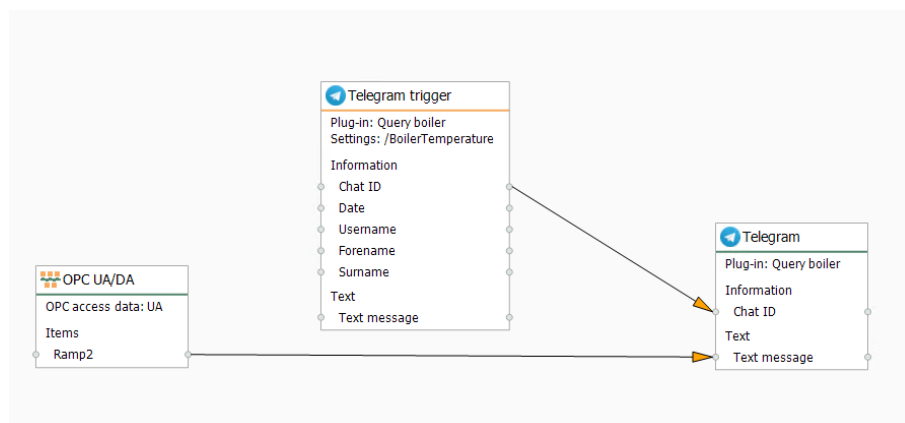 Telegram trigger
Plug-in: Query boiler
Settings: /BoilerTemperature
Information
Chat ID
Date
Username
Forename
Surname
Text
Text message
Telegram
Plug-in: Query boiler
Information
Chat ID
Text
Text message
OPC UA/DA
OPC access data: UA
Items
Ramp2